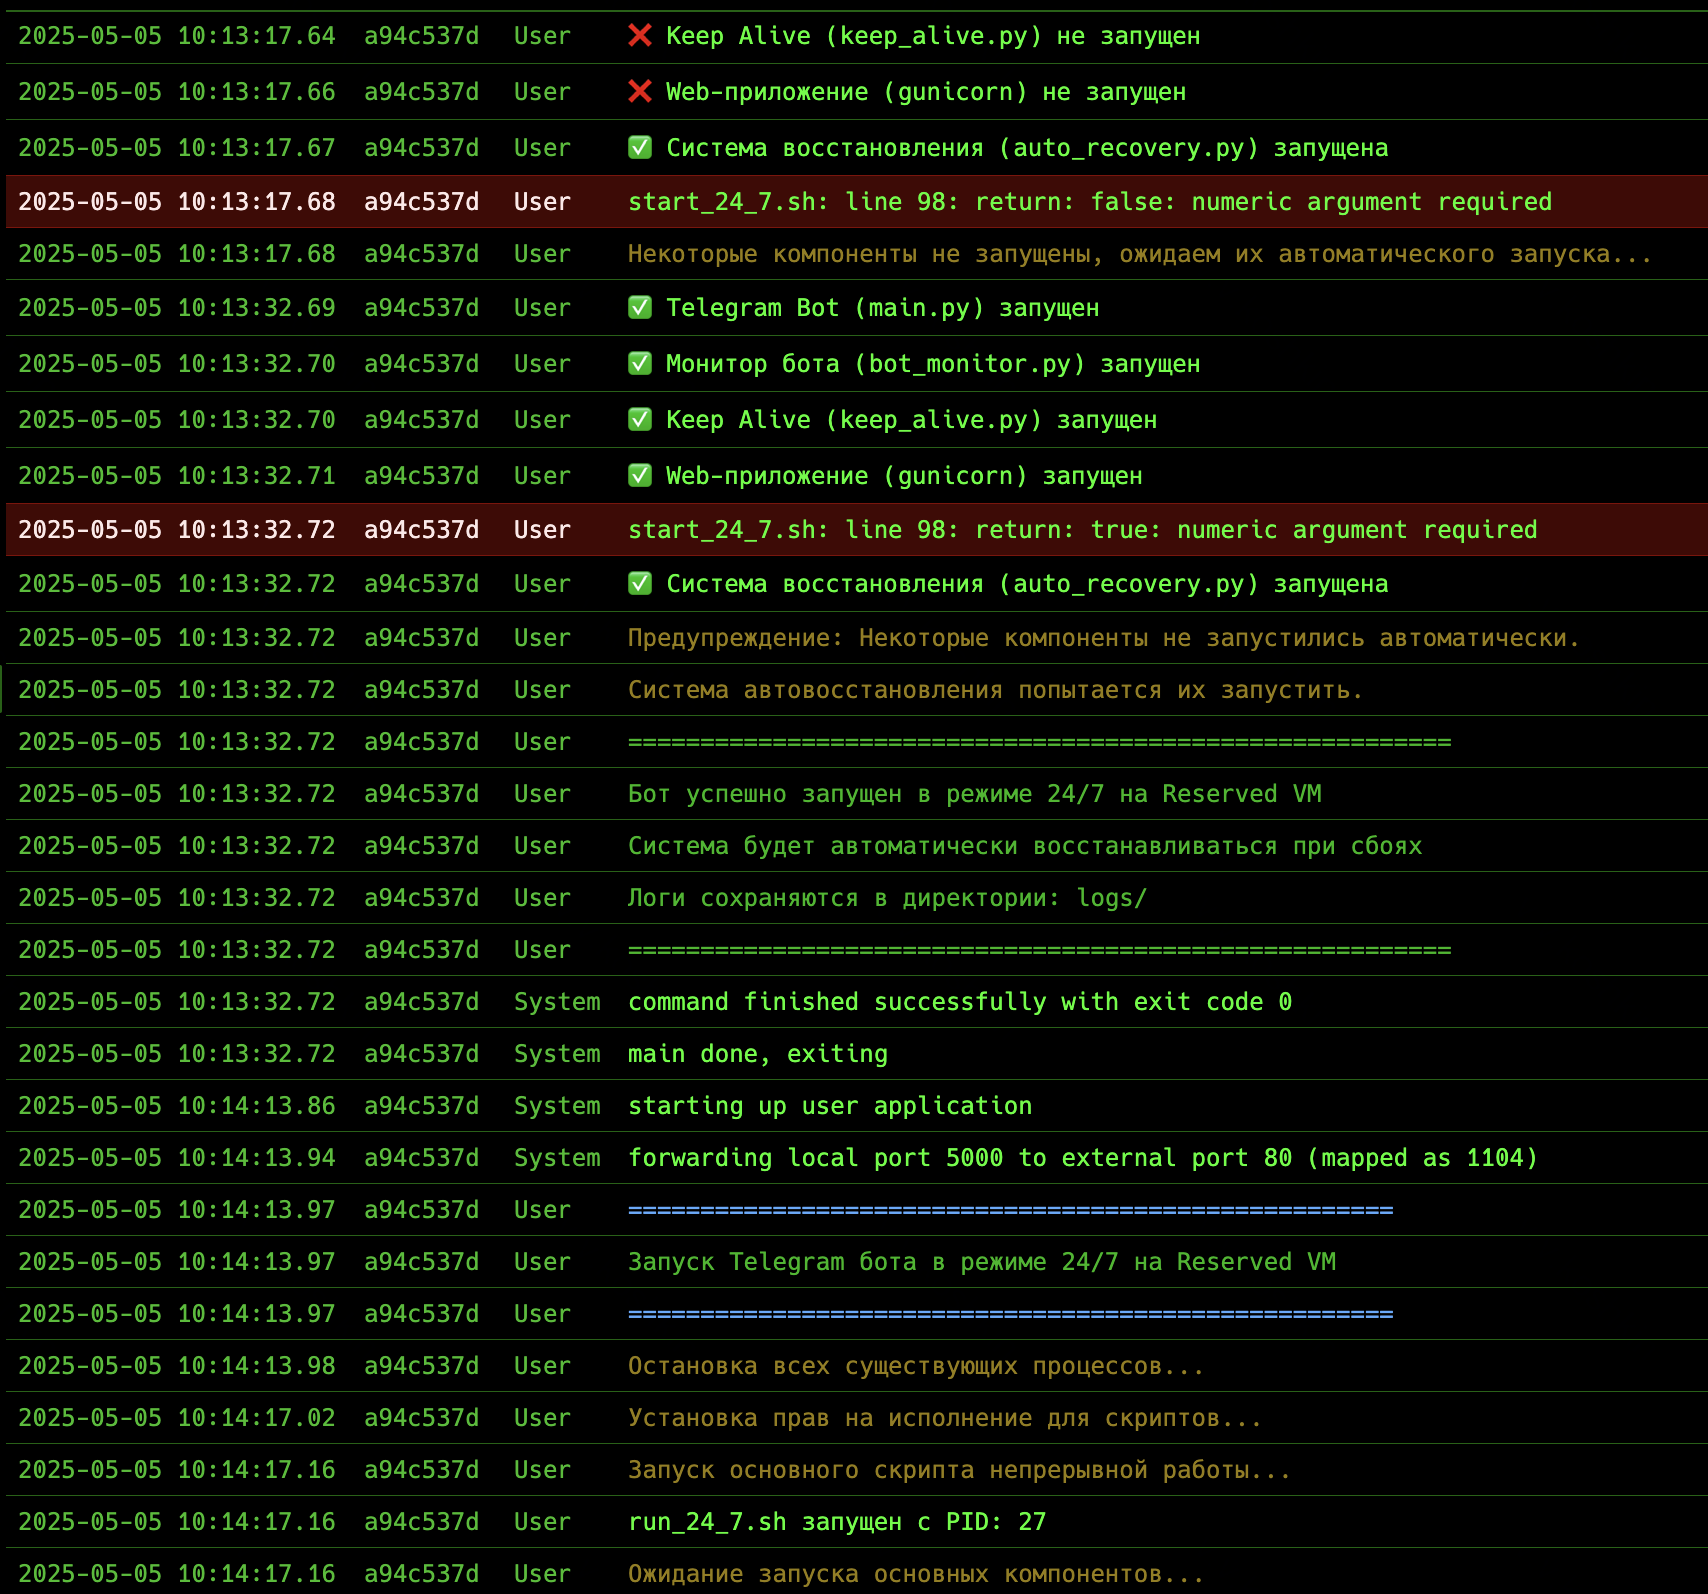 2025-05-05 10:13:17.64 a94c537d User ❌ Keep Alive (keep_alive.py) не запущен
2025-05-05 10:13:17.66 a94c537d User ❌ Web-приложение (gunicorn) не запущен
2025-05-05 10:13:17.67 a94c537d User ✅ Система восстановления (auto_recovery.py) запущена
2025-05-05 10:13:17.68 a94c537d User start_24_7.sh: line 98: return: false: numeric argument required
2025-05-05 10:13:17.68 a94c537d User Некоторые компоненты не запущены, ожидаем их автоматического запуска...
2025-05-05 10:13:32.69 a94c537d User ✅ Telegram Bot (main.py) запущен
2025-05-05 10:13:32.70 a94c537d User ✅ Монитор бота (bot_monitor.py) запущен
2025-05-05 10:13:32.70 a94c537d User ✅ Keep Alive (keep_alive.py) запущен
2025-05-05 10:13:32.71 a94c537d User ✅ Web-приложение (gunicorn) запущен
2025-05-05 10:13:32.72 a94c537d User start_24_7.sh: line 98: return: true: numeric argument required
2025-05-05 10:13:32.72 a94c537d User ✅ Система восстановления (auto_recovery.py) запущена
2025-05-05 10:13:32.72 a94c537d User Предупреждение: Некоторые компоненты не запустились автоматически.
2025-05-05 10:13:32.72 a94c537d User Система автовосстановления попытается их запустить.
2025-05-05 10:13:32.72 a94c537d User =========================================================
2025-05-05 10:13:32.72 a94c537d User Бот успешно запущен в режиме 24/7 на Reserved VM
2025-05-05 10:13:32.72 a94c537d User Система будет автоматически восстанавливаться при сбоях
2025-05-05 10:13:32.72 a94c537d User Логи сохраняются в директории: logs/
2025-05-05 10:13:32.72 a94c537d User =========================================================
2025-05-05 10:13:32.72 a94c537d System command finished successfully with exit code 0
2025-05-05 10:13:32.72 a94c537d System main done, exiting
2025-05-05 10:14:13.86 a94c537d System starting up user application
2025-05-05 10:14:13.94 a94c537d System forwarding local port 5000 to external port 80 (mapped as 1104)
2025-05-05 10:14:13.97 a94c537d User =====================================================
2025-05-05 10:14:13.97 a94c537d User Запуск Telegram бота в режиме 24/7 на Reserved VM
2025-05-05 10:14:13.97 a94c537d User =====================================================
2025-05-05 10:14:13.98 a94c537d User Остановка всех существующих процессов...
2025-05-05 10:14:17.02 a94c537d User Установка прав на исполнение для скриптов...
2025-05-05 10:14:17.16 a94c537d User Запуск основного скрипта непрерывной работы...
2025-05-05 10:14:17.16 a94c537d User run_24_7.sh запущен с PID: 27
2025-05-05 10:14:17.16 a94c537d User Ожидание запуска основных компонентов...